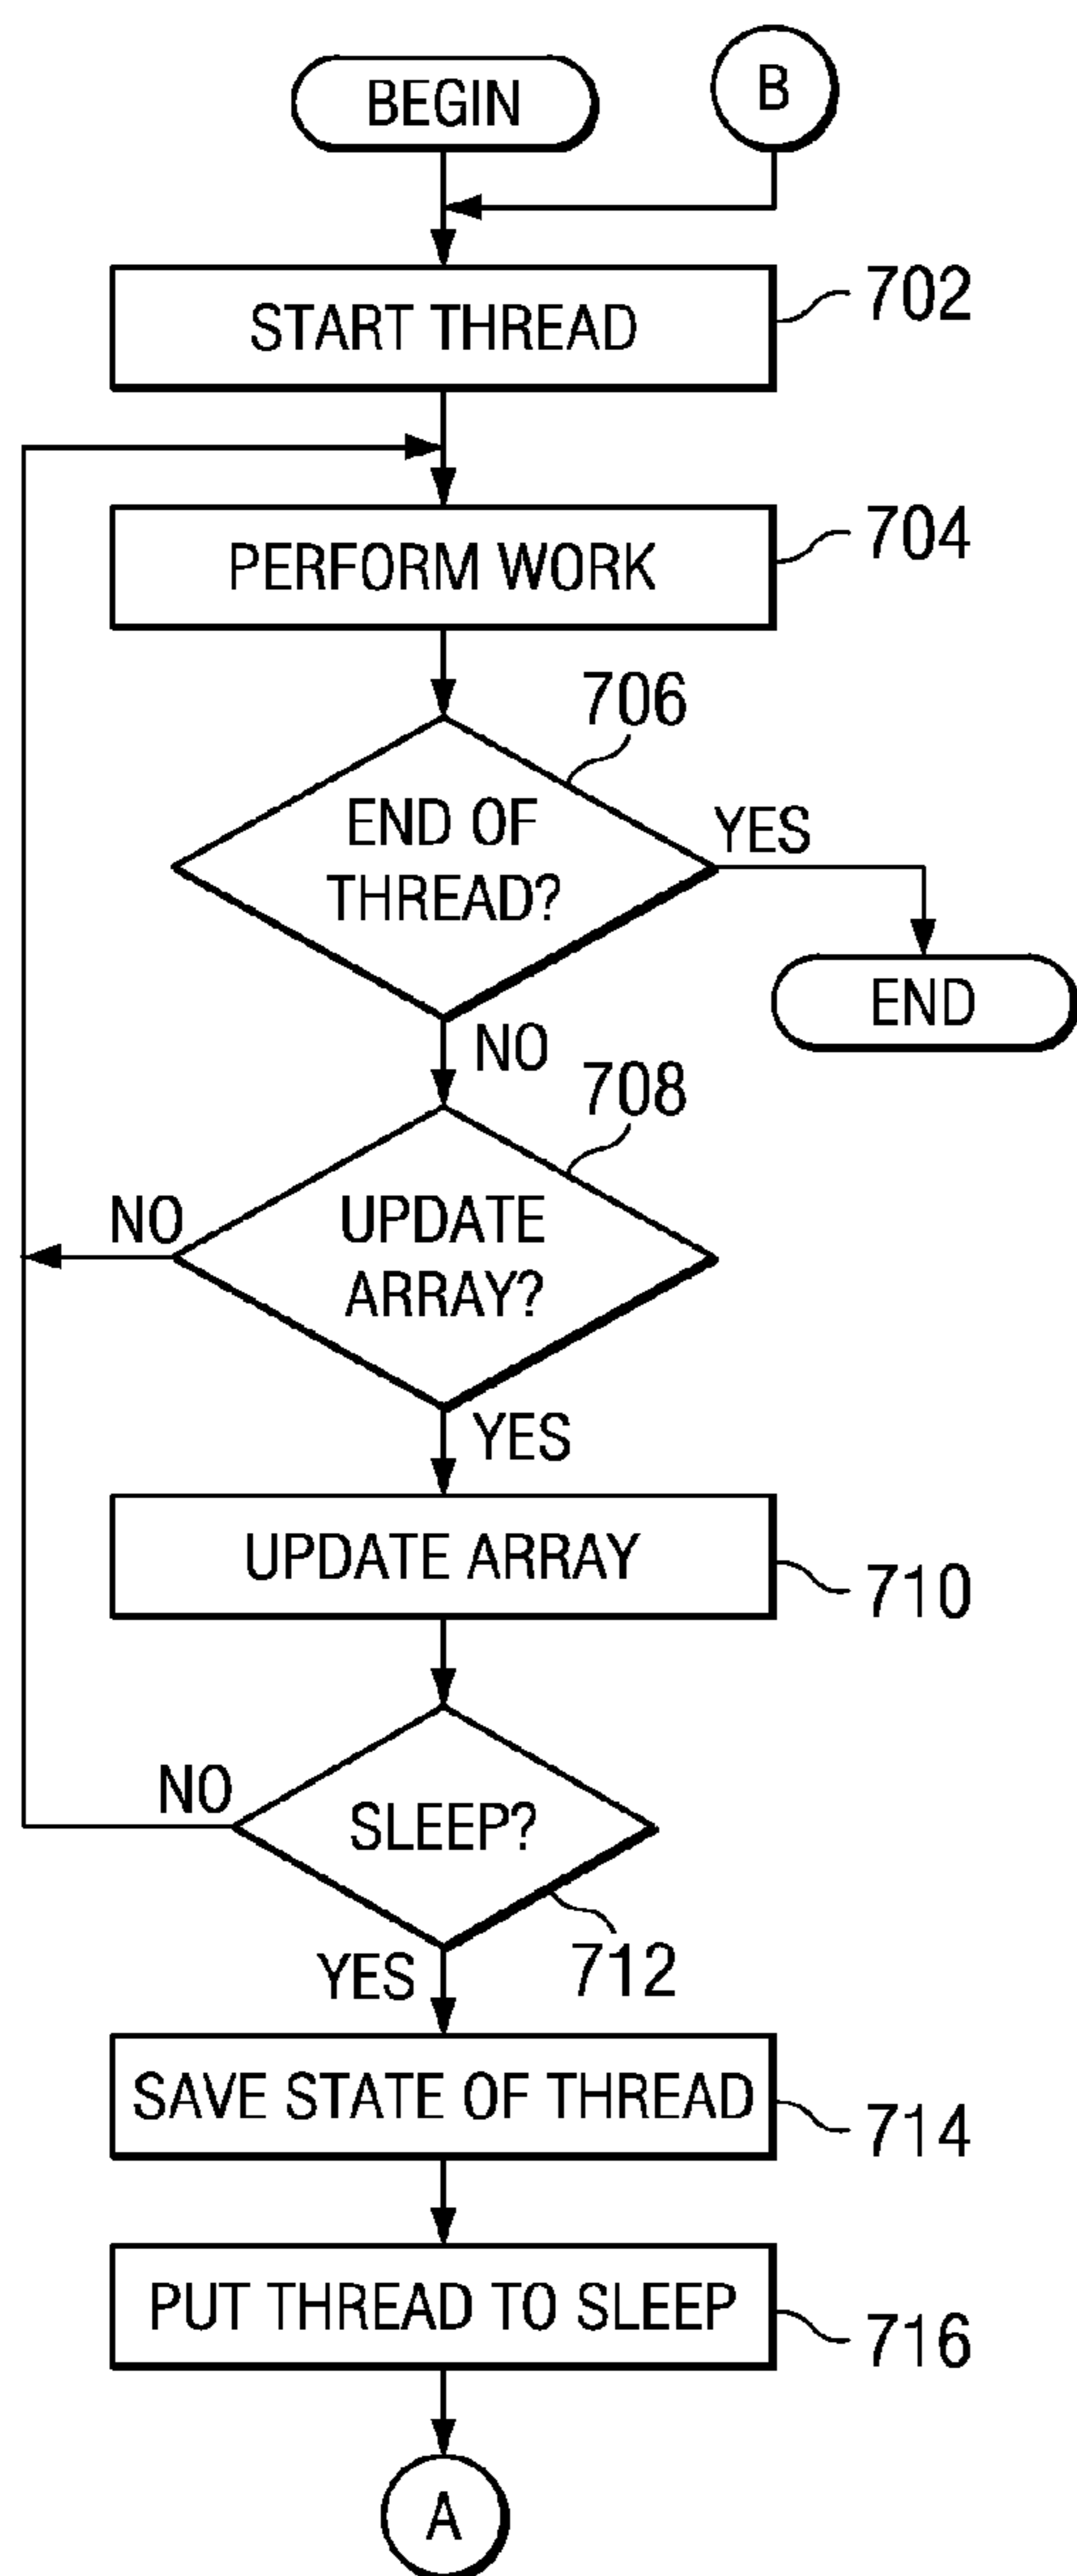 BEGIN
B
START THREAD
702
PERFORM WORK
704
706
END OF
THREAD?
YES
END
NO
708
NO
UPDATE
ARRAY?
YES
UPDATE ARRAY
710
NO
SLEEP?
712
YES
SAVE STATE OF THREAD
714
PUT THREAD TO SLEEP
716
A